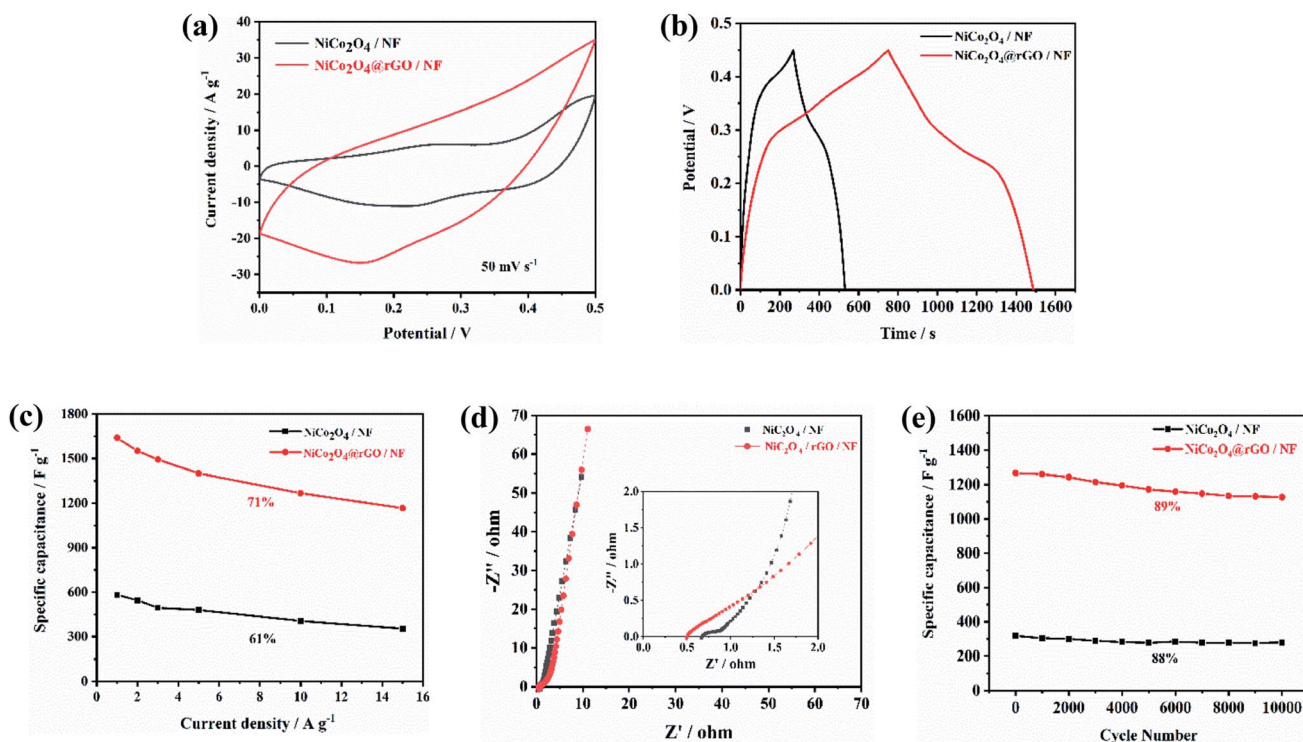 (a)
NiCo₂O₄ / NF
NiCo₂O₄@rGO / NF
Current density / A g⁻¹
40
30
20
10
0
-10
-20
-30
50 mV s⁻¹
0.0 0.1 0.2 0.3 0.4 0.5
Potential / V
(b)
NiCo₂O₄ / NF
NiCo₂O₄@rGO / NF
Potential / V
0.5
0.4
0.3
0.2
0.1
0.0
0 200 400 600 800 1000 1200 1400 1600
Time / s
(c)
NiCo₂O₄ / NF
NiCo₂O₄@rGO / NF
Specific capacitance / F g⁻¹
1800
1500
1200
900
600
300
0
71%
61%
0 2 4 6 8 10 12 14 16
Current density / A g⁻¹
(d)
NiC₂O₄ / NF
NiC₂O₄ / rGO / NF
-Z'' / ohm
70
60
50
40
30
20
10
0
-Z'' / ohm
2.0
1.5
1.0
0.5
0.0
0.0 0.5 1.0 1.5 2.0
Z' / ohm
0 5 10 15 20 25 30 35 40 45 50 55 60 65 70
Z' / ohm
(e)
NiCo₂O₄ / NF
NiCo₂O₄@rGO / NF
Specific capacitance / F g⁻¹
1600
1400
1200
1000
800
600
400
200
0
89%
88%
0 2000 4000 6000 8000 10000
Cycle Number